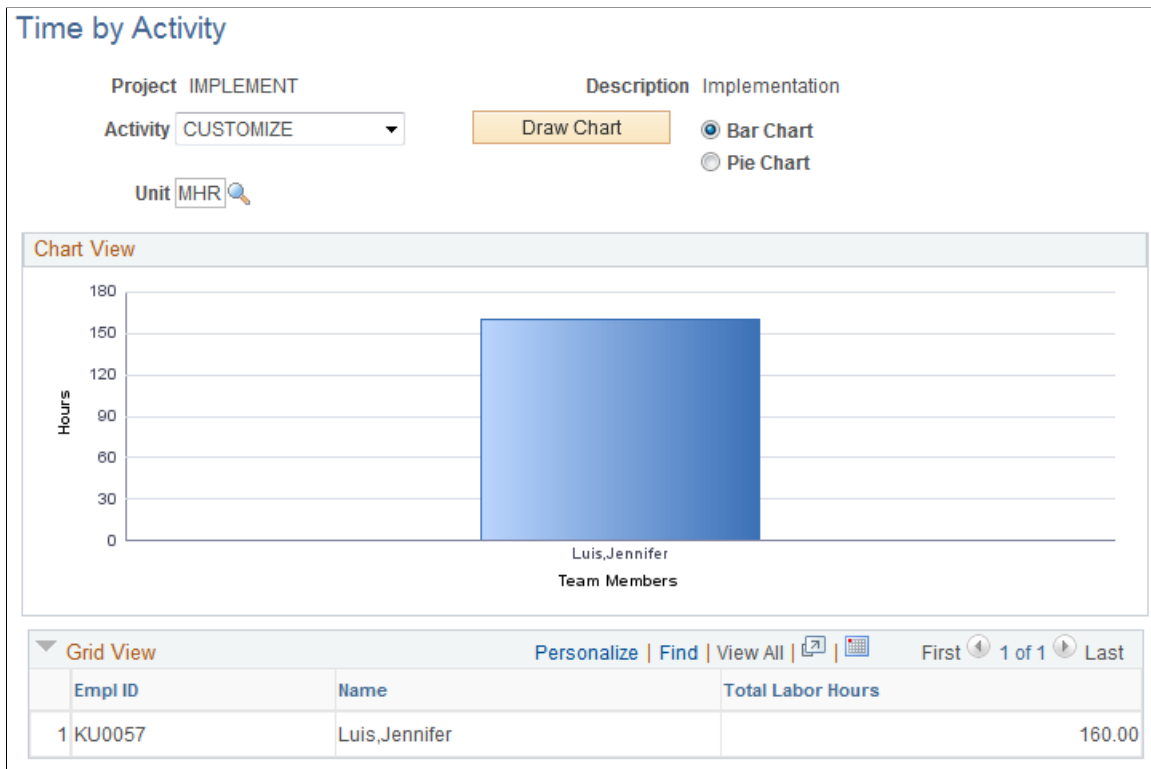 Time by Activity
Project IMPLEMENT Description Implementation
Activity CUSTOMIZE Draw Chart Bar Chart
Pie Chart
Unit MHR
Chart View
180
150
120
90
60
30
0
Hours
Luis,Jennifer
Team Members
Grid View Personalize | Find | View All | | First 1 of 1 Last
Empl ID Name Total Labor Hours
1 KU0057 Luis,Jennifer 160.00